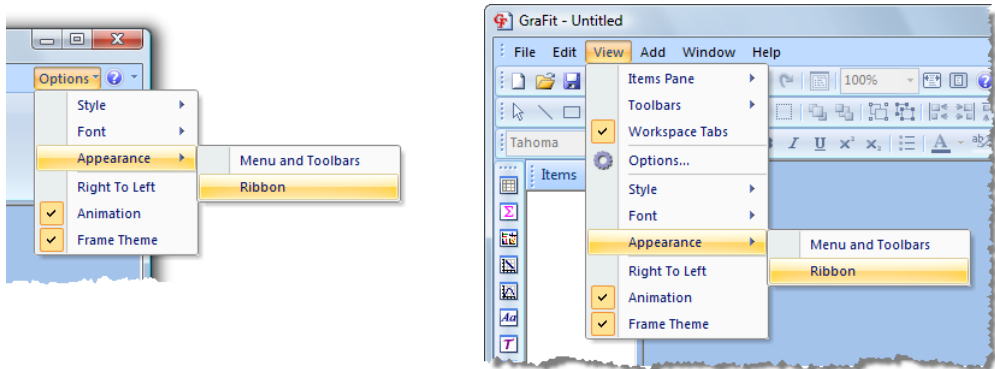 Options
Style
Font
Appearance
Menu and Toolbars
Ribbon
Right To Left
Animation
Frame Theme
GraFit - Untitled
File Edit View Add Window Help
Items Pane
100%
Toolbars
Workspace Tabs
Tahoma
I U x² x₂ A ab
Options...
Items
Style
Font
Appearance
Menu and Toolbars
Ribbon
Right To Left
Animation
Aa
Frame Theme
T